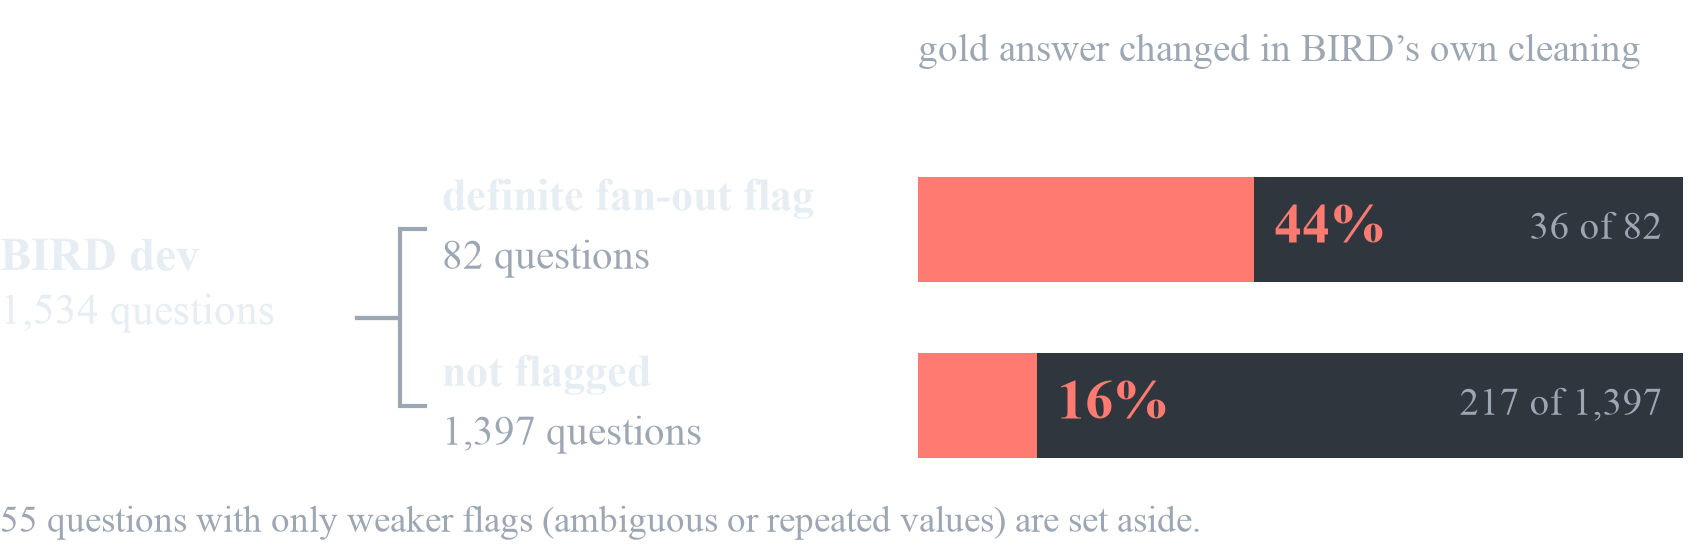 gold answer changed in BIRD’s own cleaning
definite fan-out flag
82 questions
44%
36 of 82
BIRD dev
1,534 questions
not flagged
1,397 questions
16%
217 of 1,397
55 questions with only weaker flags (ambiguous or repeated values) are set aside.